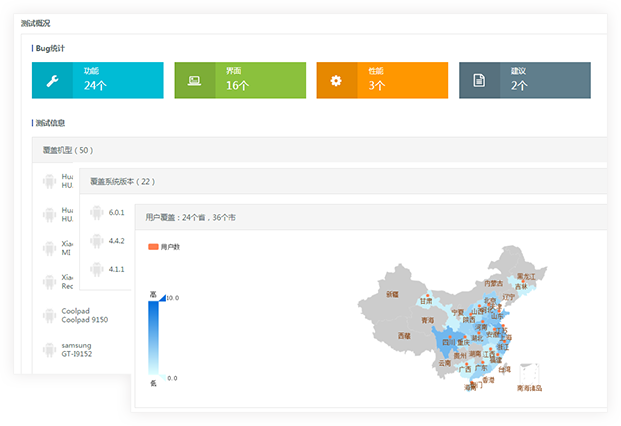 测试概况
Bug统计
功能
24个
界面
16个
性能
3个
建议
2个
测试信息
覆盖机型（50）
Hua
HU.
Hua
HU.
Xia
MI
Xia
Rec
Coolpad
Coolpad 9150
samsung
GT-I9152
覆盖系统版本（22）
6.0.1
4.4.2
4.1.1
用户覆盖：24个省，36个市
用户数
高
10.0
低
0.0
黑龙江
吉林
内蒙古
辽宁
新疆
甘肃
北京
宁夏
山西
山东
陕西
青海
河南
西藏
四川
重庆
湖北
安徽
浙江
湖南
江西
贵州
福建
云南
广西
广东
台湾
香港
南海诸岛